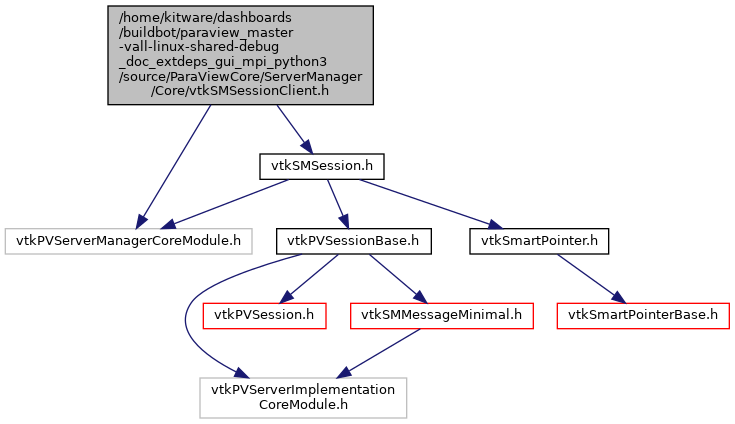 /home/kitware/dashboards
/buildbot/paraview_master
-vall-linux-shared-debug
_doc_extdeps_gui_mpi_python3
/source/ParaViewCore/ServerManager
/Core/vtkSMSessionClient.h
vtkSMSession.h
vtkPVServerManagerCoreModule.h
vtkPVSessionBase.h
vtkSmartPointer.h
vtkPVSession.h
vtkSMMessageMinimal.h
vtkSmartPointerBase.h
vtkPVServerImplementation
CoreModule.h